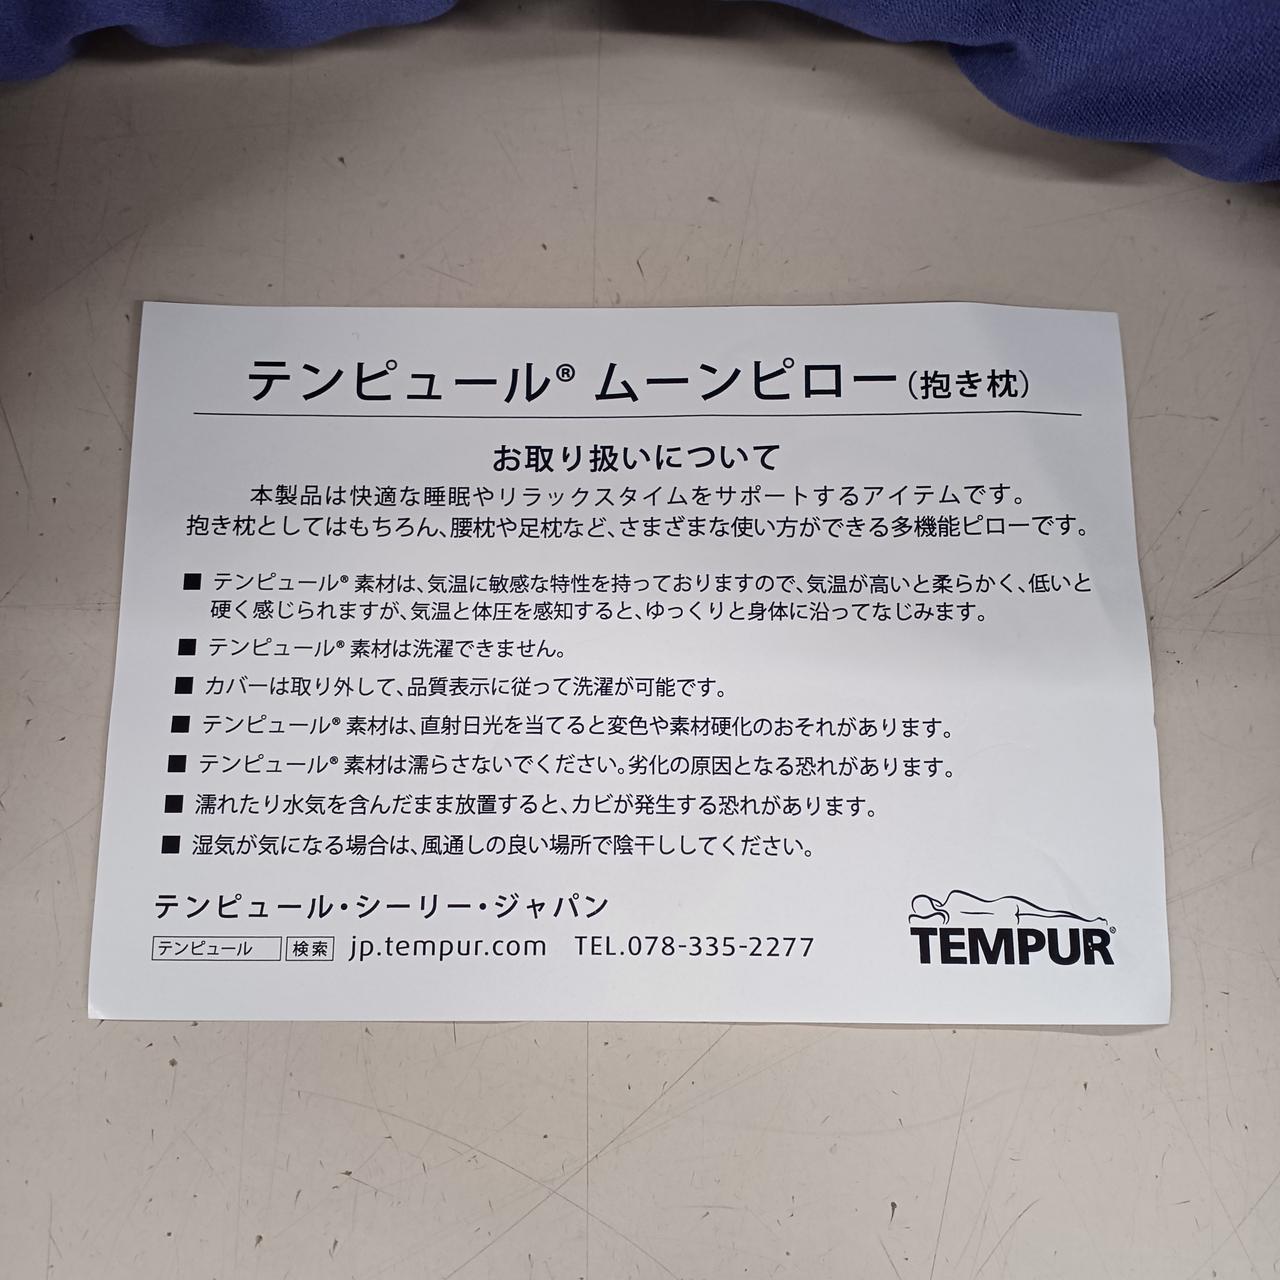 テンピュール® ムーンピロー(抱き枕)
お取り扱いについて
本製品は快適な睡眠やリラックスタイムをサポートするアイテムです。
抱き枕としてはもちろん、腰枕や足枕など、さまざまな使い方ができる多機能ピローです。
■ テンピュール® 素材は、気温に敏感な特性を持っておりますので、気温が高いと柔らかく、低いと
硬く感じられますが、気温と体圧を感知すると、ゆっくりと身体に沿ってなじみます。
■ テンピュール® 素材は洗濯できません。
■ カバーは取り外して、品質表示に従って洗濯が可能です。
■ テンピュール® 素材は、直射日光を当てると変色や素材硬化のおそれがあります。
■ テンピュール® 素材は濡らさないでください。劣化の原因となる恐れがあります。
■ 濡れたり水気を含んだまま放置すると、カビが発生する恐れがあります。
■ 湿気が気になる場合は、風通しの良い場所で陰干ししてください。
テンピュール・シーリー・ジャパン
テンピュール 検索 jp.tempur.com TEL.078-335-2277
TEMPUR®